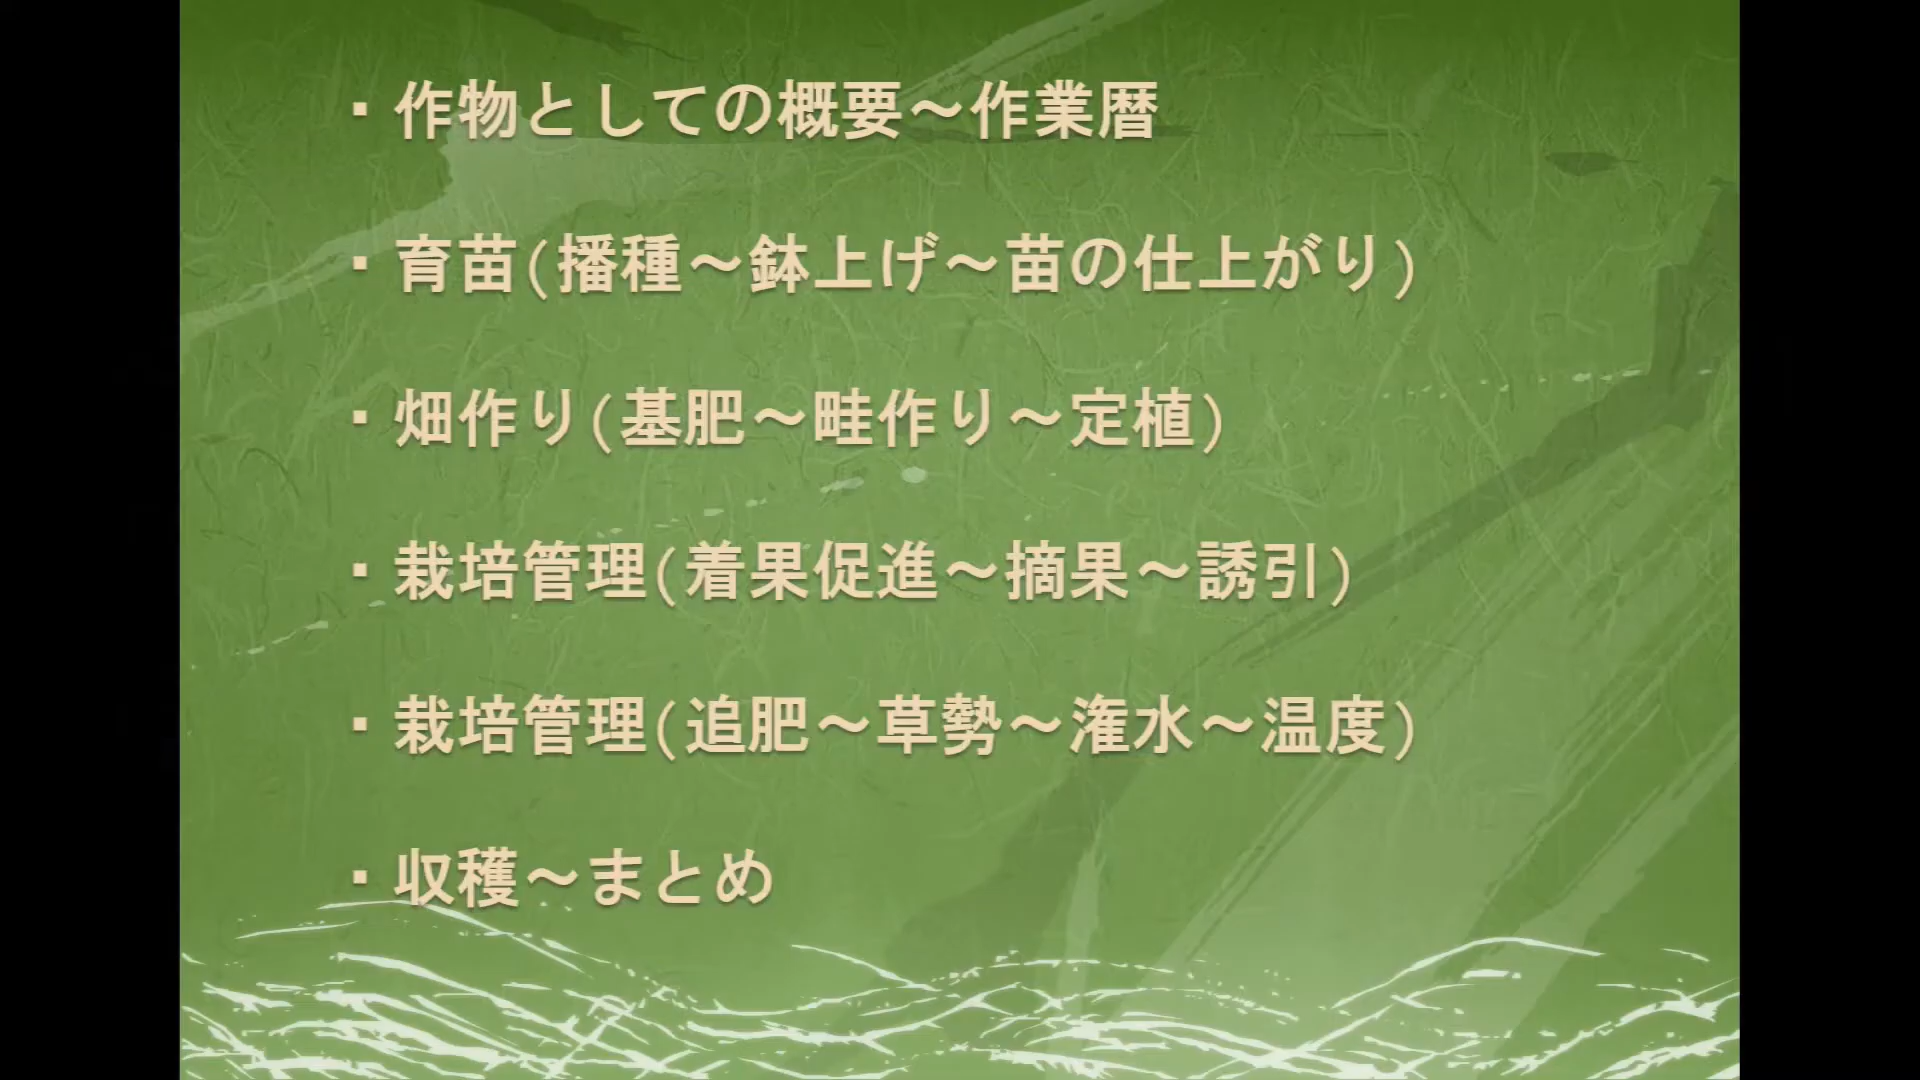 ・作物としての概要～作業暦
・育苗(播種～鉢上げ～苗の仕上がり)
・畑作り(基肥～畦作り～定植)
・栽培管理(着果促進～摘果～誘引)
・栽培管理(追肥～草勢～潅水～温度)
・収穫～まとめ